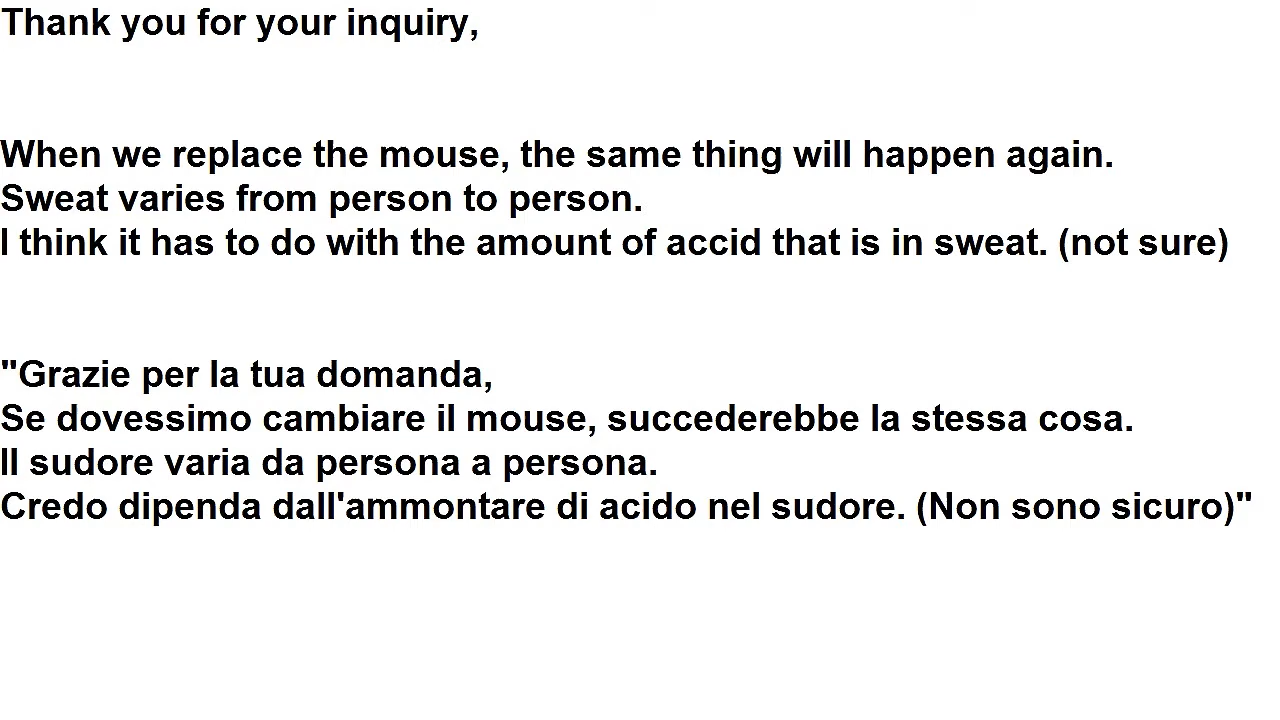 Thank you for your inquiry,
When we replace the mouse, the same thing will happen again.
Sweat varies from person to person.
I think it has to do with the amount of accid that is in sweat. (not sure)
"Grazie per la tua domanda,
Se dovessimo cambiare il mouse, succederebbe la stessa cosa.
Il sudore varia da persona a persona.
Credo dipenda dall'ammontare di acido nel sudore. (Non sono sicuro)"